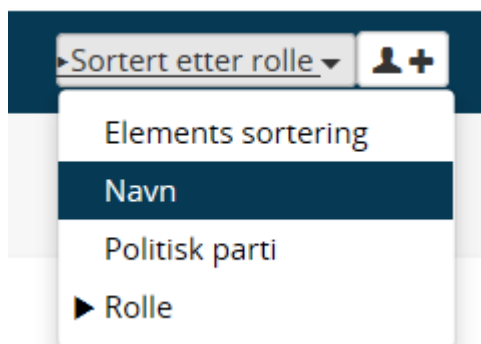 Sortert etter rolle
Elements sortering
Navn
Politisk parti
Rolle